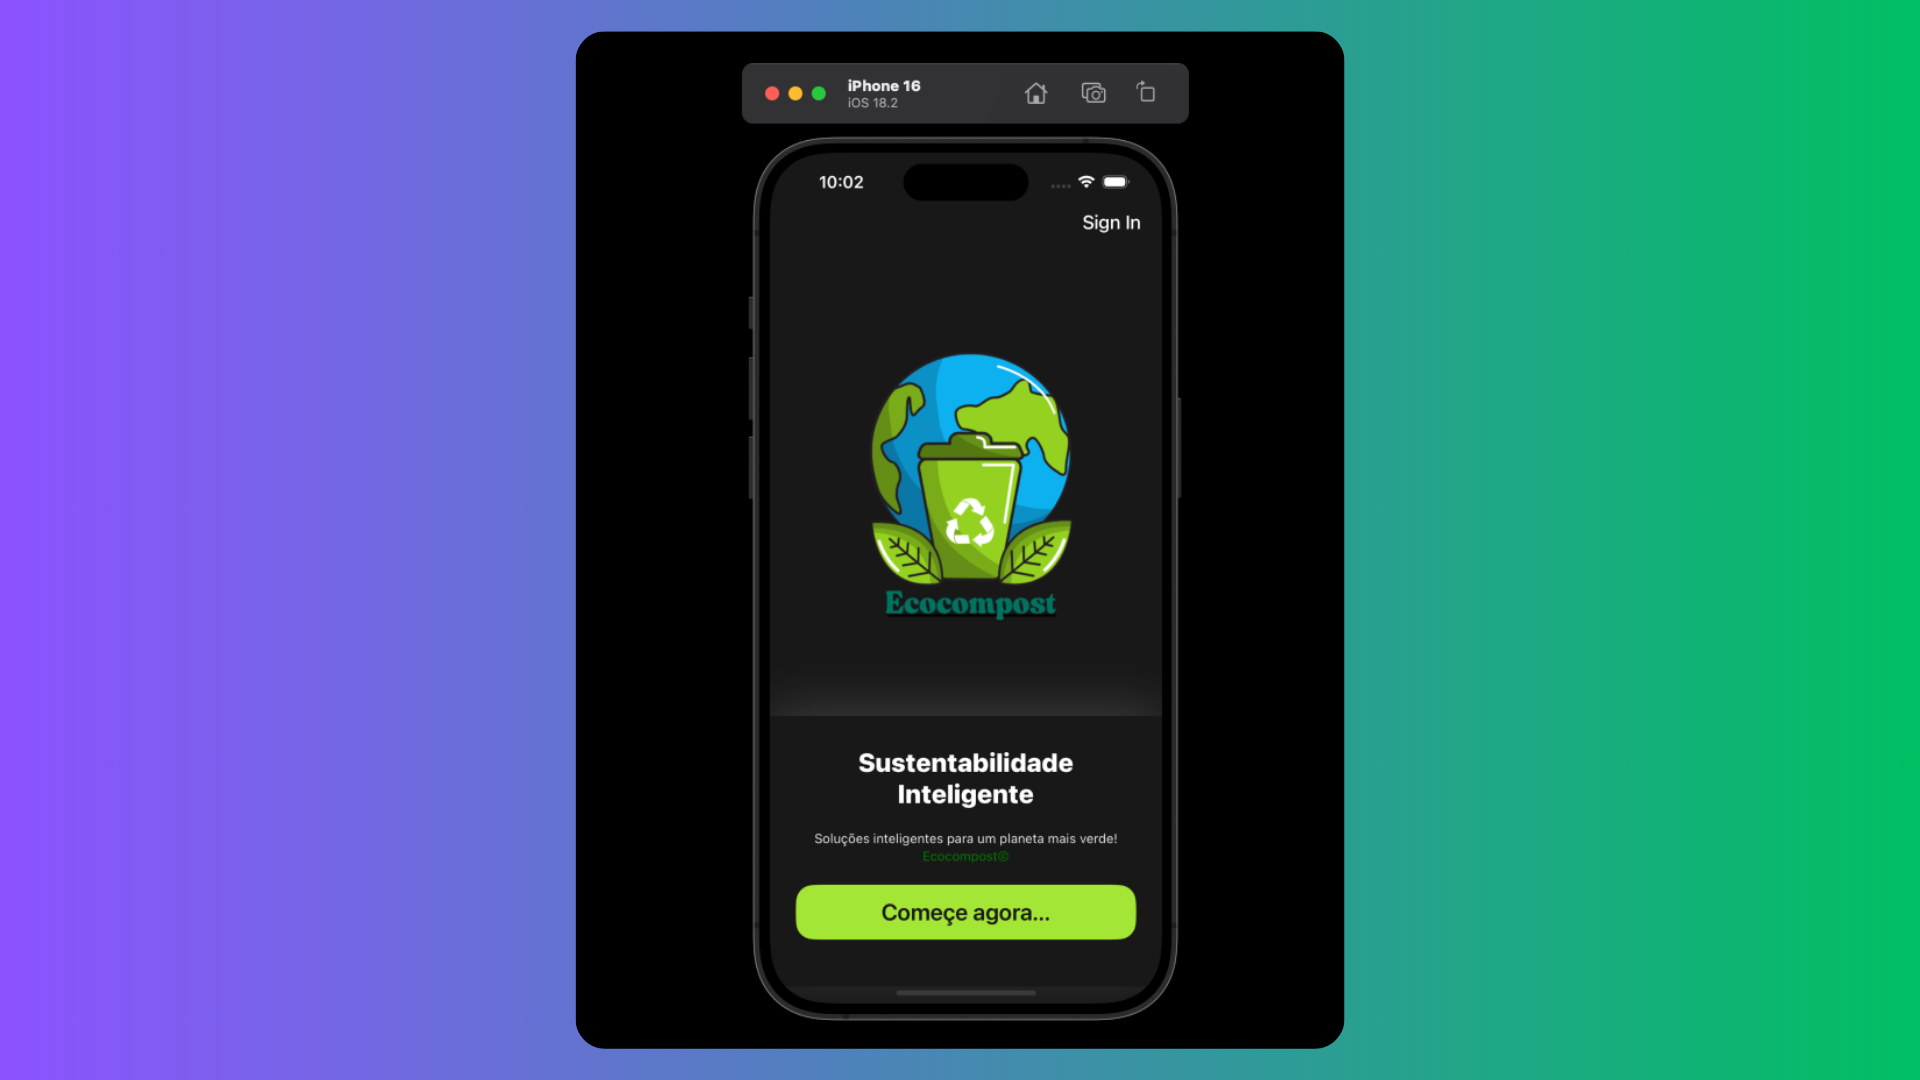 iPhone 16
iOS 18.2
10:02
Sign In
Ecocompost
Sustentabilidade
Inteligente
Soluções inteligentes para um planeta mais verde!
Ecocompost©
Começe agora...